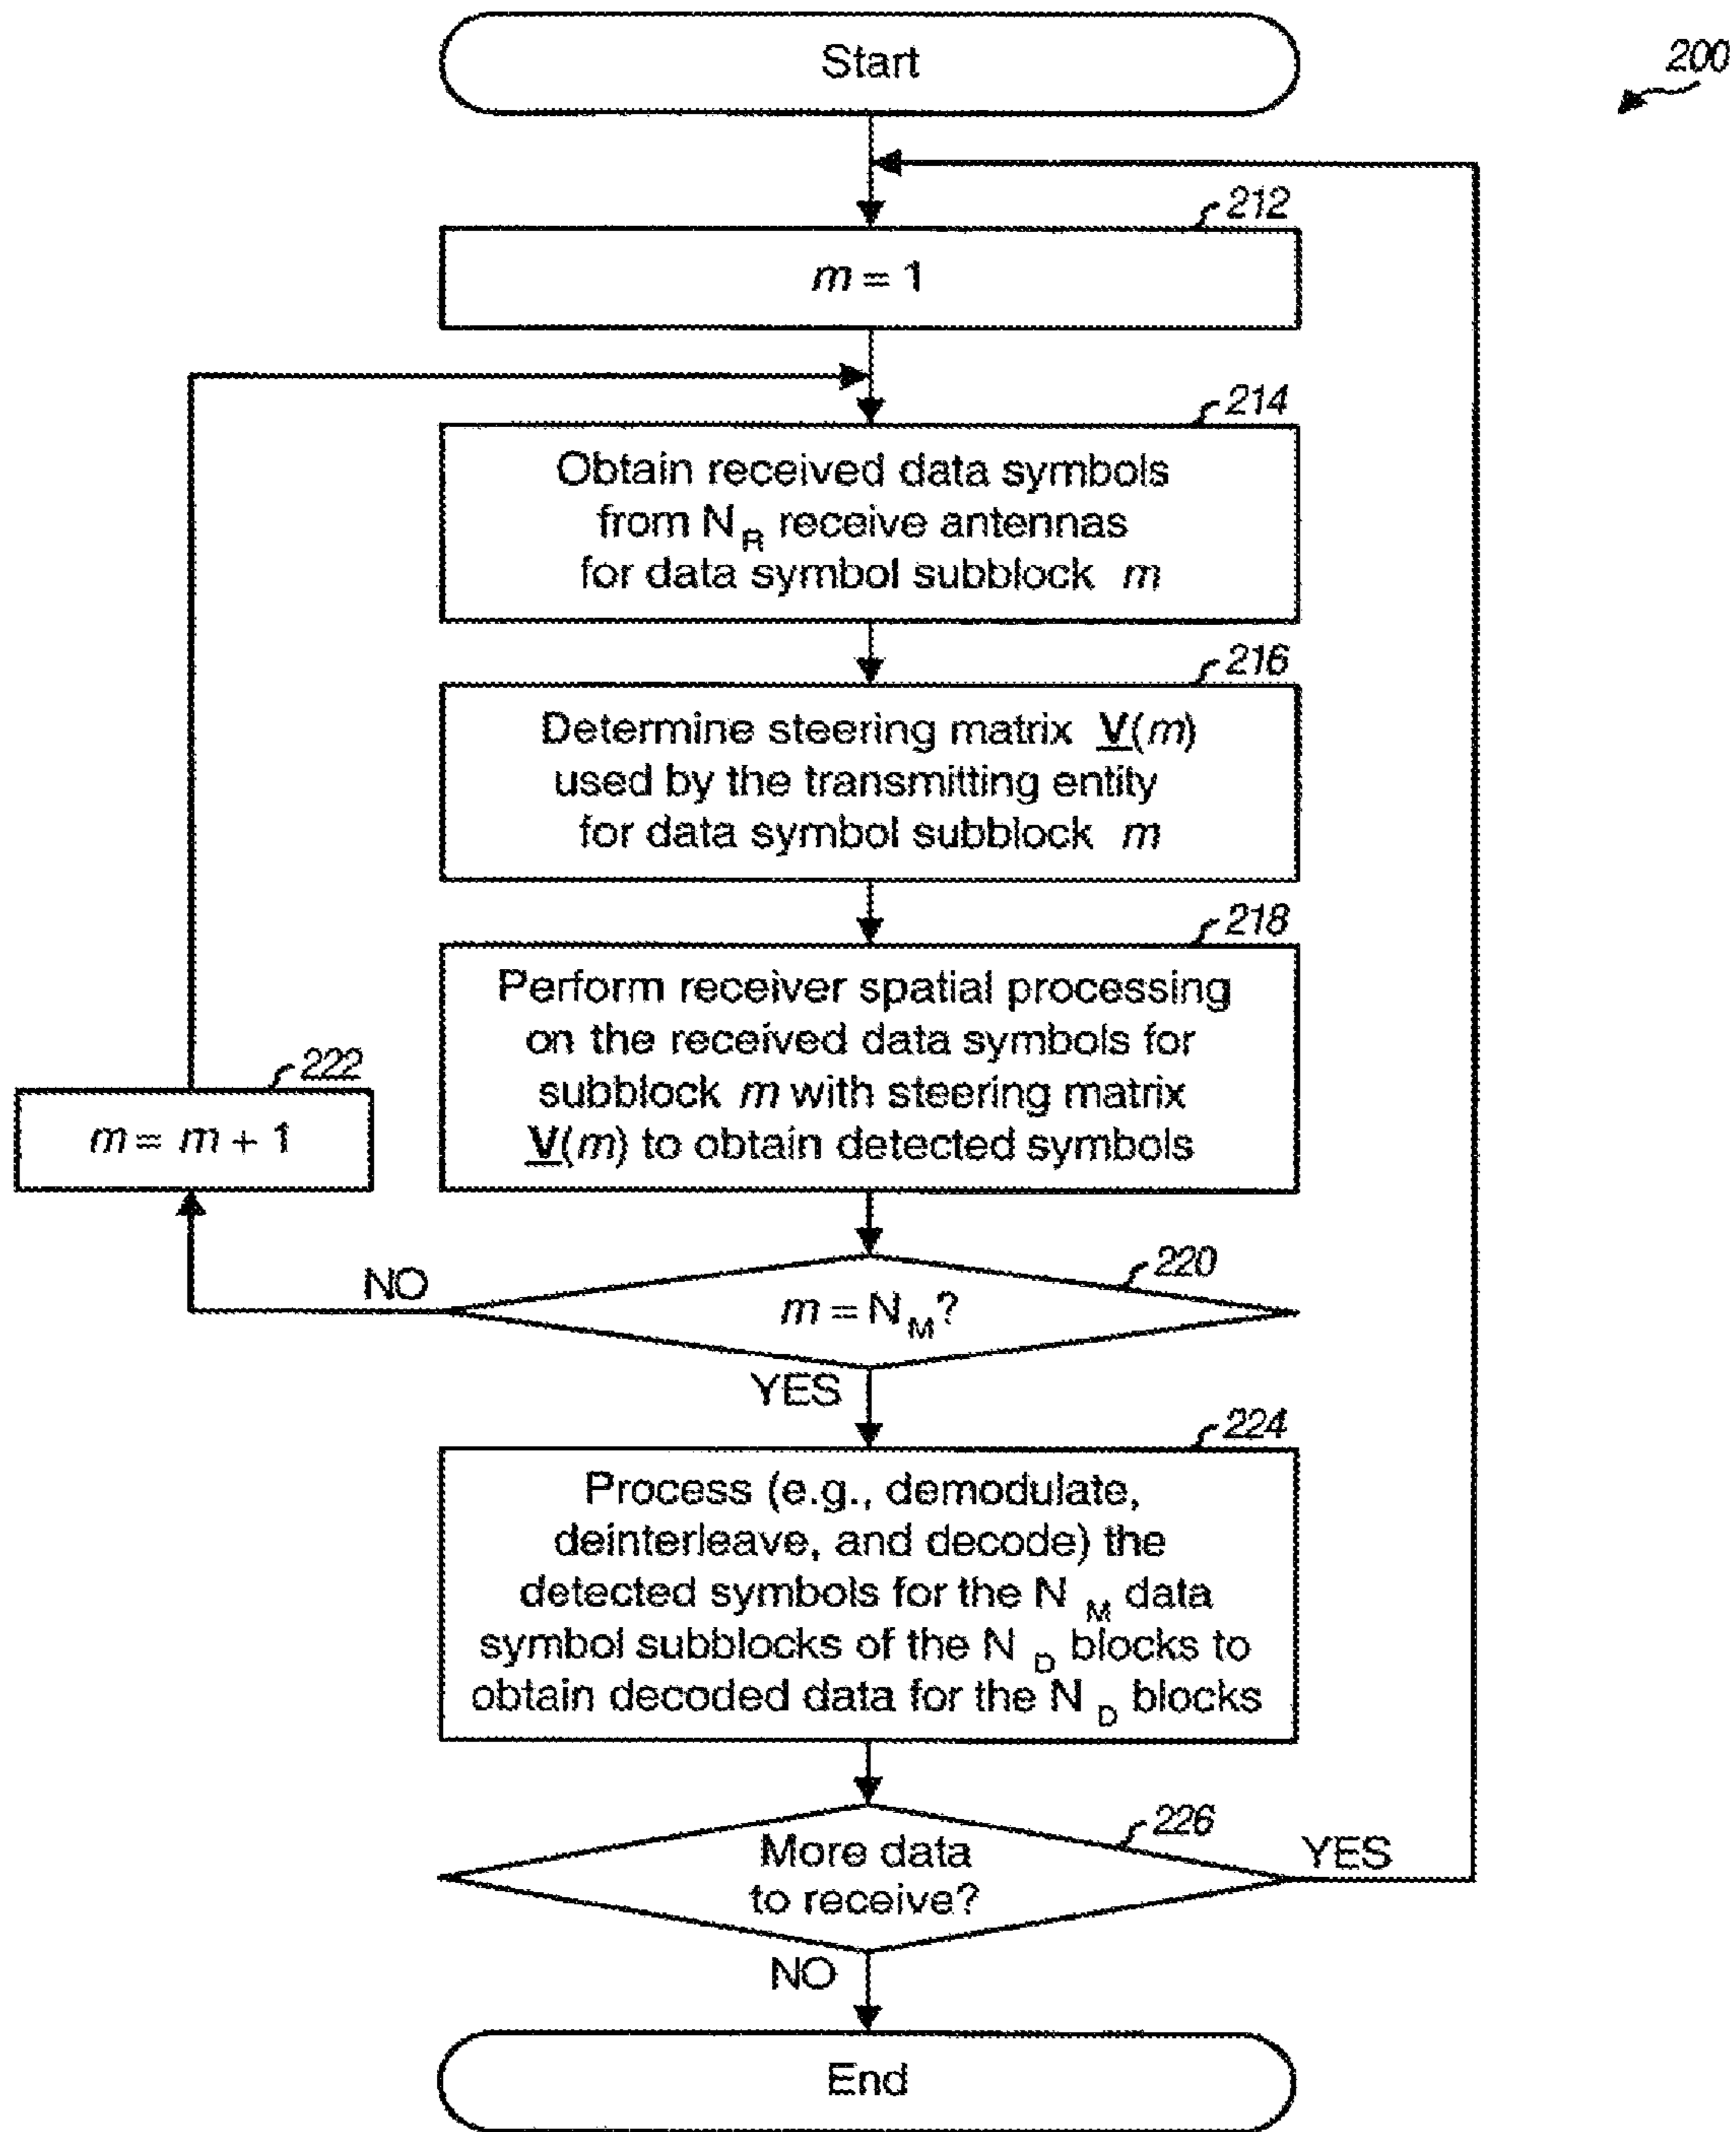 Start
200
212
m = 1
214
Obtain received data symbols
from N_R receive antennas
for data symbol subblock m
216
Determine steering matrix V(m)
used by the transmitting entity
for data symbol subblock m
218
Perform receiver spatial processing
on the received data symbols for
subblock m with steering matrix
V(m) to obtain detected symbols
222
m = m + 1
220
NO
m = N_M?
YES
224
Process (e.g., demodulate,
deinterleave, and decode) the
detected symbols for the N_M data
symbol subblocks of the N_D blocks to
obtain decoded data for the N_D blocks
226
More data
to receive?
YES
NO
End